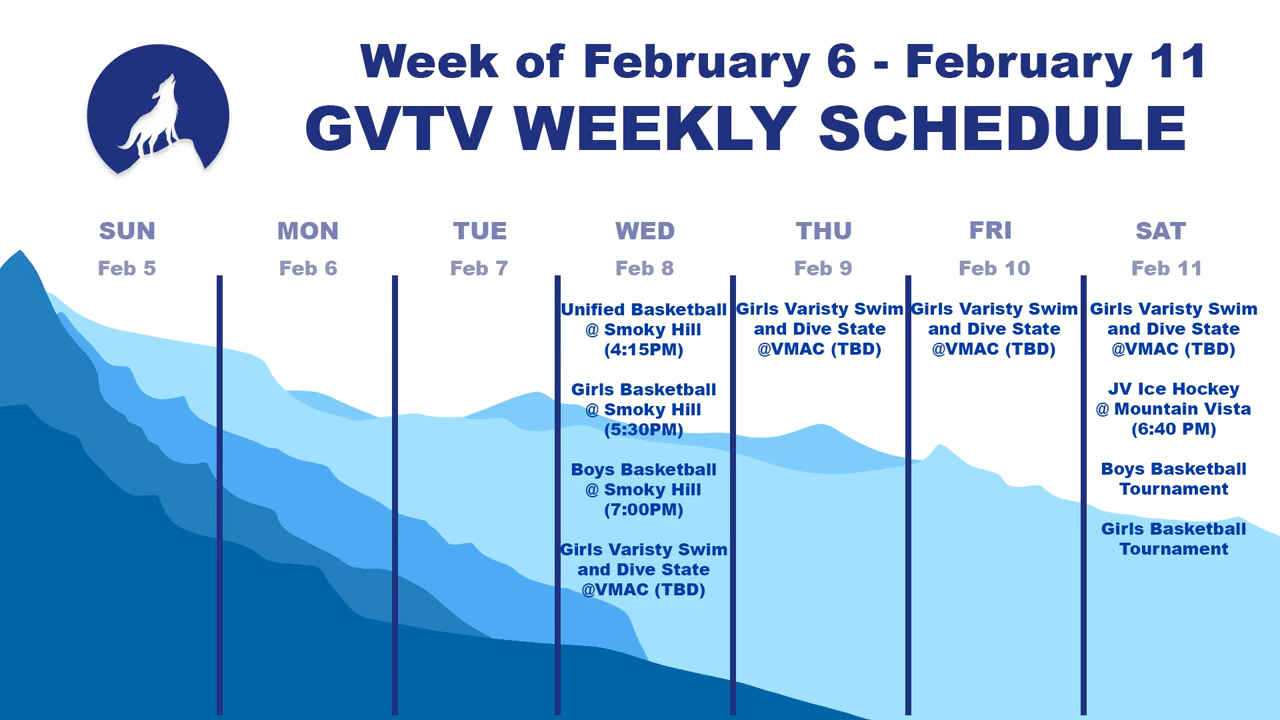 Week of February 6 - February 11
GVTV WEEKLY SCHEDULE
SUN
Feb 5
MON
Feb 6
TUE
Feb 7
WED
Feb 8
Unified Basketball
@ Smoky Hill
(4:15PM)
Girls Basketball
@ Smoky Hill
(5:30PM)
Boys Basketball
@ Smoky Hill
(7:00PM)
Girls Varisty Swim
and Dive State
@VMAC (TBD)
THU
Feb 9
Girls Varisty Swim
and Dive State
@VMAC (TBD)
FRI
Feb 10
Girls Varisty Swim
and Dive State
@VMAC (TBD)
SAT
Feb 11
Girls Varisty Swim
and Dive State
@VMAC (TBD)
JV Ice Hockey
@ Mountain Vista
(6:40 PM)
Boys Basketball
Tournament
Girls Basketball
Tournament